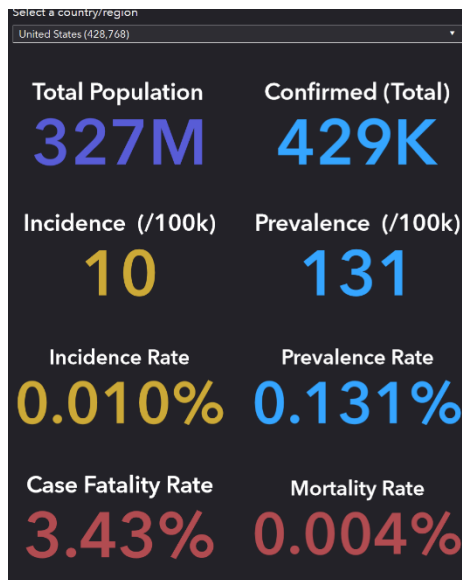 Select a country/region
United States (428,768)
Total Population Confirmed (Total)
327M 429K
Incidence (/100k) Prevalence (/100k)
10 131
Incidence Rate Prevalence Rate
0.010% 0.131%
Case Fatality Rate Mortality Rate
3.43% 0.004%